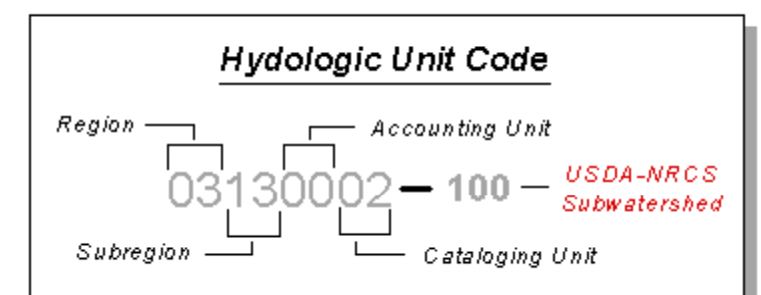 Hydologic Unit Code
Region
Accounting Unit
03130002 – 100
USDA-NRCS
Subwatershed
Subregion
Cataloging Unit